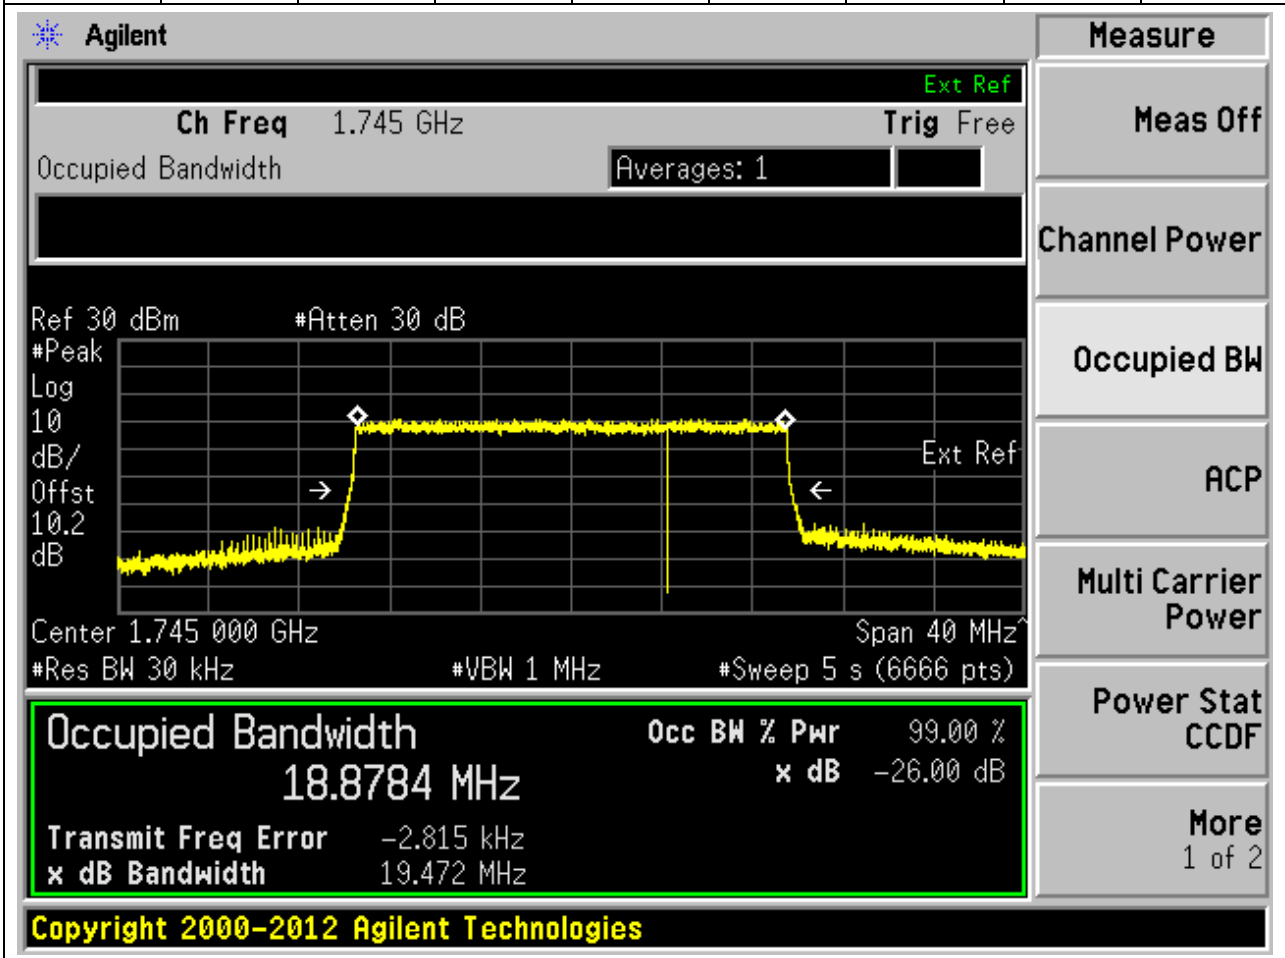 Agilent
Measure
Ext Ref
Ch Freq 1.745 GHz Trig Free
Meas Off
Occupied Bandwidth Averages: 1
Channel Power
Ref 30 dBm #Atten 30 dB
#Peak
Log
10
dB/
Offst
10.2
dB
Ext Ref
Occupied BW
ACP
Center 1.745 000 GHz Span 40 MHz^
#Res BW 30 kHz #VBW 1 MHz #Sweep 5 s (6666 pts)
Multi Carrier
Power
Occupied Bandwidth Occ BW % Pwr 99.00 %
18.8784 MHz x dB -26.00 dB
Transmit Freq Error -2.815 kHz
x dB Bandwidth 19.472 MHz
Power Stat
CCDF
More
1 of 2
Copyright 2000-2012 Agilent Technologies